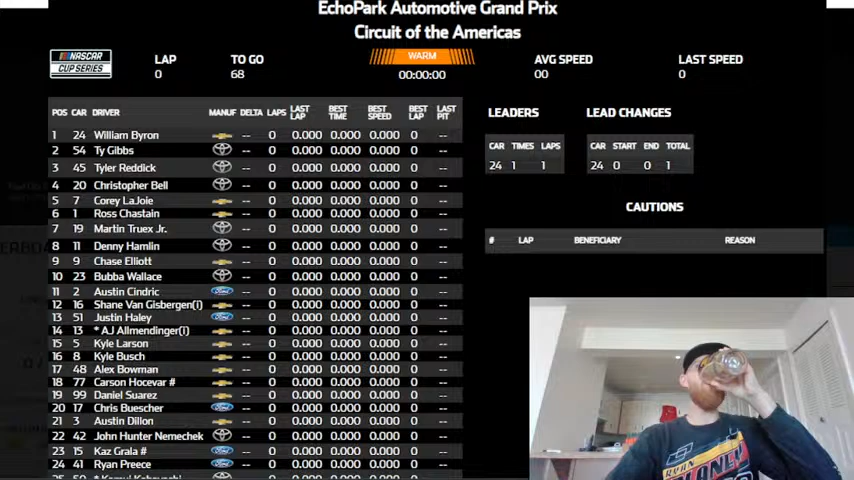 EchoPark Automotive Grand Prix
Circuit of the Americas
NASCAR
CUP SERIES
LAP
0
TO GO
68
WARM
00:00:00
AVG SPEED
00
LAST SPEED
0
POS CAR DRIVER MANUF DELTA LAPS LAST LAP BEST TIME BEST SPEED BEST LAP LAST PIT
1 24 William Byron -- 0 0.000 0.000 0.000 0 --
2 54 Ty Gibbs -- 0 0.000 0.000 0.000 0 --
3 45 Tyler Reddick -- 0 0.000 0.000 0.000 0 --
4 20 Christopher Bell -- 0 0.000 0.000 0.000 0 --
5 7 Corey LaJoie -- 0 0.000 0.000 0.000 0 --
6 1 Ross Chastain -- 0 0.000 0.000 0.000 0 --
7 19 Martin Truex Jr. -- 0 0.000 0.000 0.000 0 --
8 11 Denny Hamlin -- 0 0.000 0.000 0.000 0 --
9 9 Chase Elliott -- 0 0.000 0.000 0.000 0 --
10 23 Bubba Wallace -- 0 0.000 0.000 0.000 0 --
11 2 Austin Cindric Ford -- 0 0.000 0.000 0.000 0 --
12 16 Shane Van Gisbergen(i) -- 0 0.000 0.000 0.000 0 --
13 51 Justin Haley Ford -- 0 0.000 0.000 0.000 0 --
14 13 * AJ Allmendinger(i) -- 0 0.000 0.000 0.000 0 --
15 5 Kyle Larson -- 0 0.000 0.000 0.000 0 --
16 8 Kyle Busch -- 0 0.000 0.000 0.000 0 --
17 48 Alex Bowman -- 0 0.000 0.000 0.000 0 --
18 77 Carson Hocevar # -- 0 0.000 0.000 0.000 0 --
19 99 Daniel Suarez -- 0 0.000 0.000 0.000 0 --
20 17 Chris Buescher Ford -- 0 0.000 0.000 0.000 0 --
21 3 Austin Dillon -- 0 0.000 0.000 0.000 0 --
22 42 John Hunter Nemechek -- 0 0.000 0.000 0.000 0 --
23 15 Kaz Grala # Ford -- 0 0.000 0.000 0.000 0 --
24 41 Ryan Preece Ford -- 0 0.000 0.000 0.000 0 --
LEADERS
CAR TIMES LAPS
24 1 1
LEAD CHANGES
CAR START END TOTAL
24 0 0 1
CAUTIONS
# LAP BENEFICIARY REASON
RYAN
BLANEY